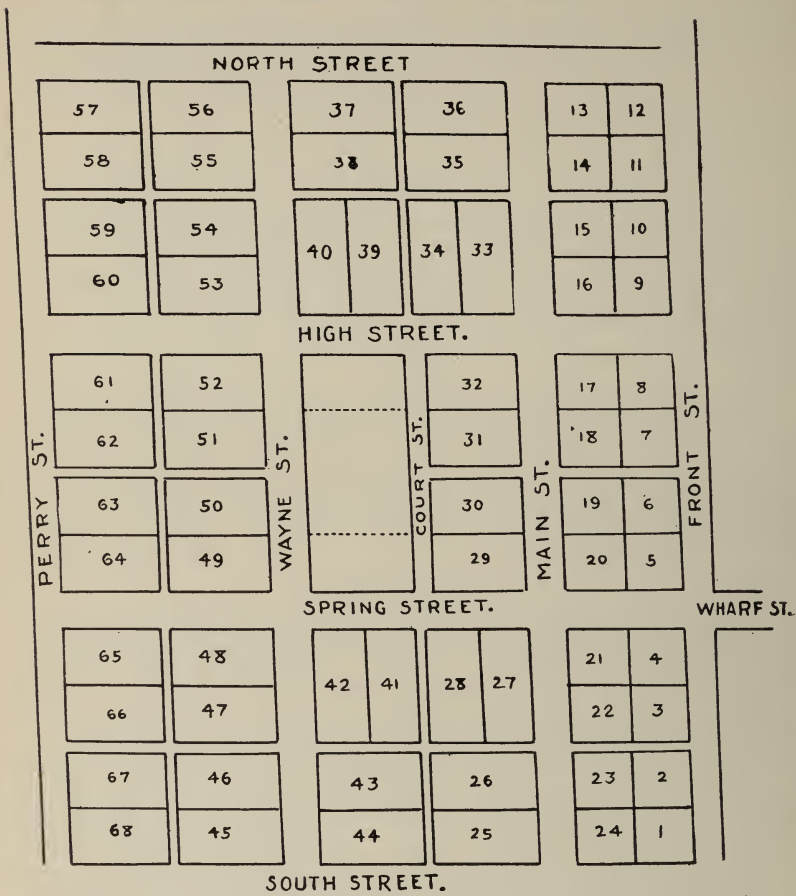 NORTH STREET
57 56 37 36 13 12
58 55 38 35 14 11
59 54 40 39 34 33 15 10
60 53 16 9
HIGH STREET.
61 52 32 17 8
62 51 31 18 7
PERRY ST.
WAYNE ST.
COURT ST.
MAIN ST.
FRONT ST.
63 50 30 19 6
64 49 29 20 5
SPRING STREET.
WHARF ST.
65 48 42 41 28 27 21 4
66 47 22 3
67 46 43 26 23 2
68 45 44 25 24 1
SOUTH STREET.